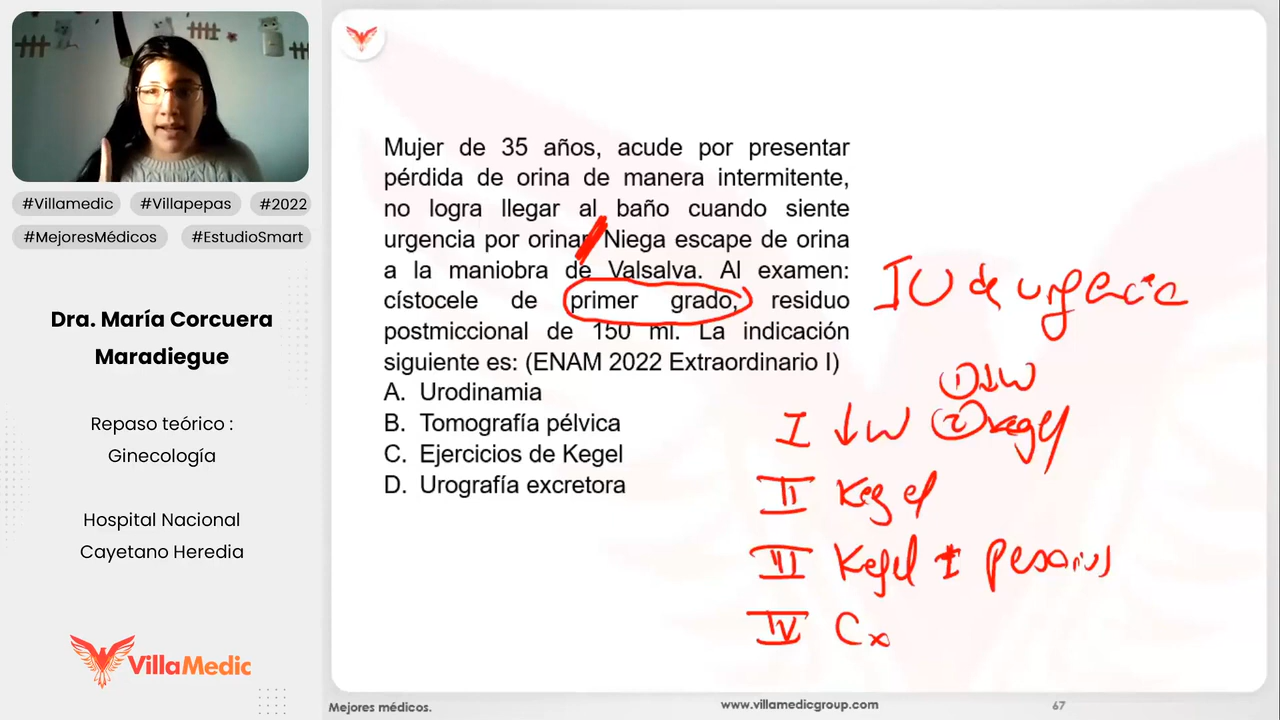 #Villamedic #Villapepas #2022
#MejoresMédicos #EstudioSmart
Dra. María Corcuera
Maradiegue
Repaso teórico :
Ginecología
Hospital Nacional
Cayetano Heredia
VillaMedic
Mujer de 35 años, acude por presentar
pérdida de orina de manera intermitente,
no logra llegar al baño cuando siente
urgencia por orinar. Niega escape de orina
a la maniobra de Valsalva. Al examen:
cístocele de primer grado, residuo
postmiccional de 150 ml. La indicación
siguiente es: (ENAM 2022 Extraordinario I)
A. Urodinamia
B. Tomografía pélvica
C. Ejercicios de Kegel
D. Urografía excretora
IU de urgencia
① ↓W
I ↓W ② Kegel
II Kegel
III Kegel ± pesarios
IV Cx
Mejores médicos.
www.villamedicgroup.com
67